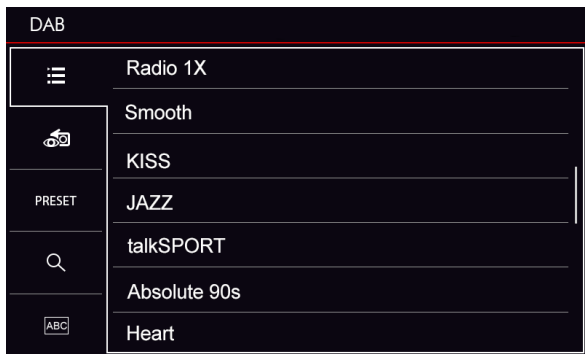 DAB
Radio 1X
Smooth
KISS
PRESET
JAZZ
talkSPORT
Absolute 90s
ABC
Heart